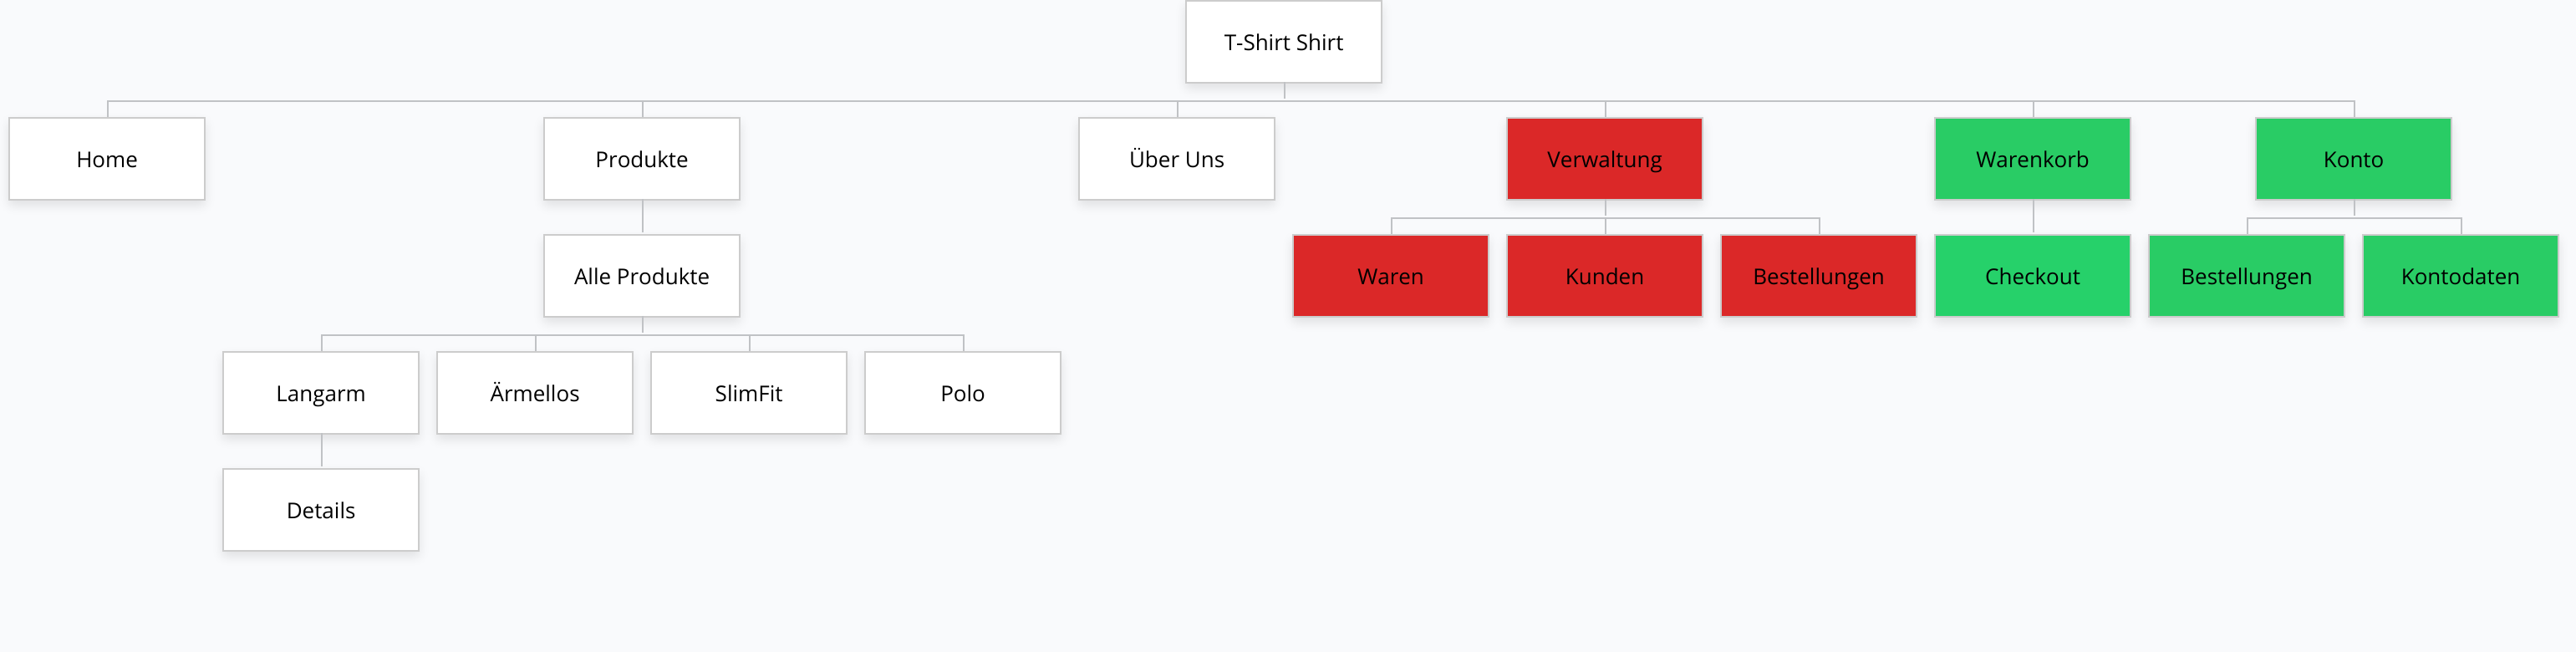 T-Shirt Shirt
Home
Produkte
Über Uns
Verwaltung
Warenkorb
Konto
Alle Produkte
Waren
Kunden
Bestellungen
Checkout
Bestellungen
Kontodaten
Langarm
Ärmellos
SlimFit
Polo
Details